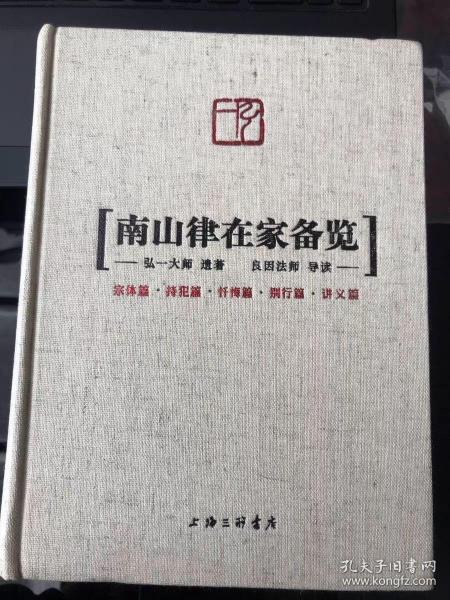 弘一
南山律在家备览
弘一大师 遗著 良因法师 导读
宗体篇·持犯篇·忏悔篇·别行篇·讲义篇
上海三联书店
孔夫子旧书网
www.kongfz.com